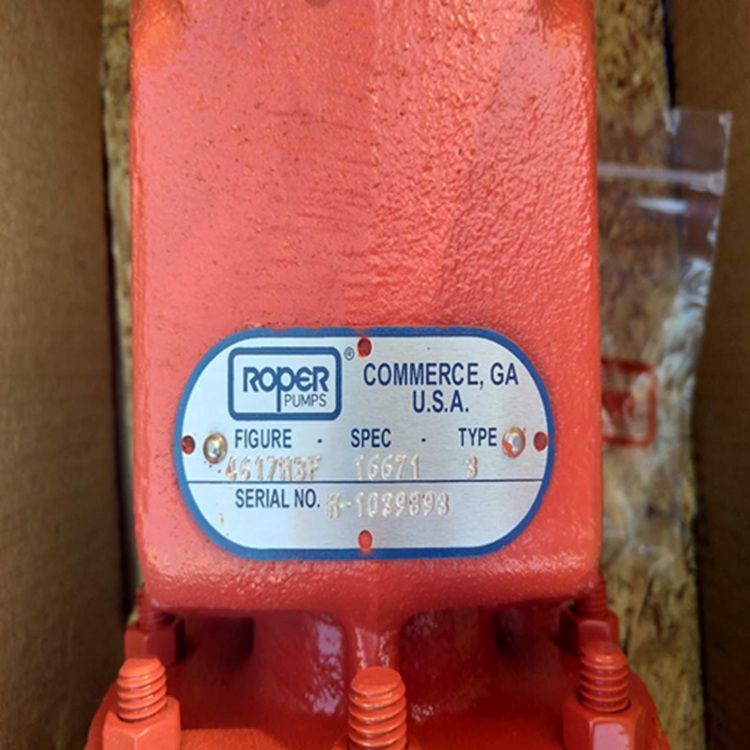 ROPER ®
PUMPS
COMMERCE, GA
U.S.A.
FIGURE - SPEC - TYPE
16671 3
SERIAL NO.